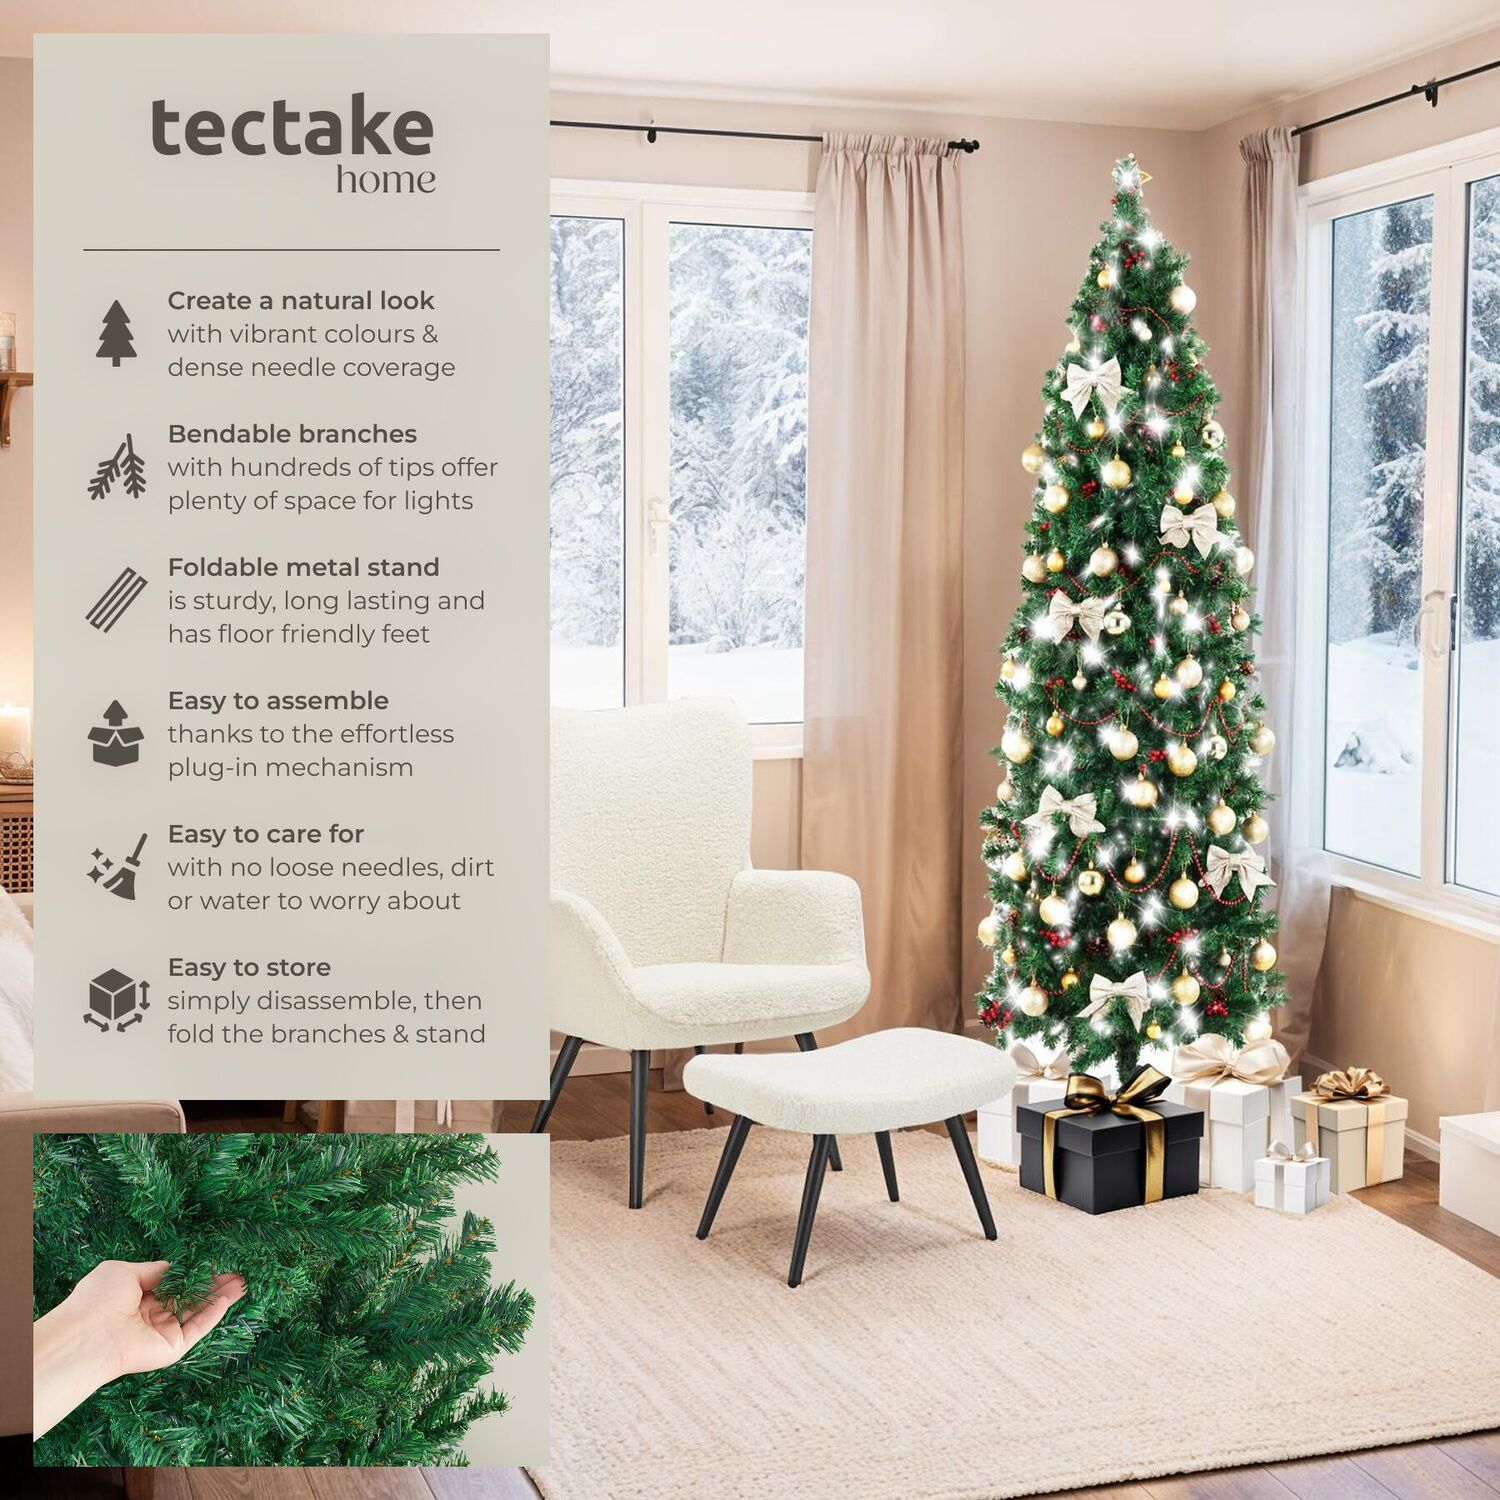 tectake
home
Create a natural look
with vibrant colours &
dense needle coverage
Bendable branches
with hundreds of tips offer
plenty of space for lights
Foldable metal stand
is sturdy, long lasting and
has floor friendly feet
Easy to assemble
thanks to the effortless
plug-in mechanism
Easy to care for
with no loose needles, dirt
or water to worry about
Easy to store
simply disassemble, then
fold the branches & stand